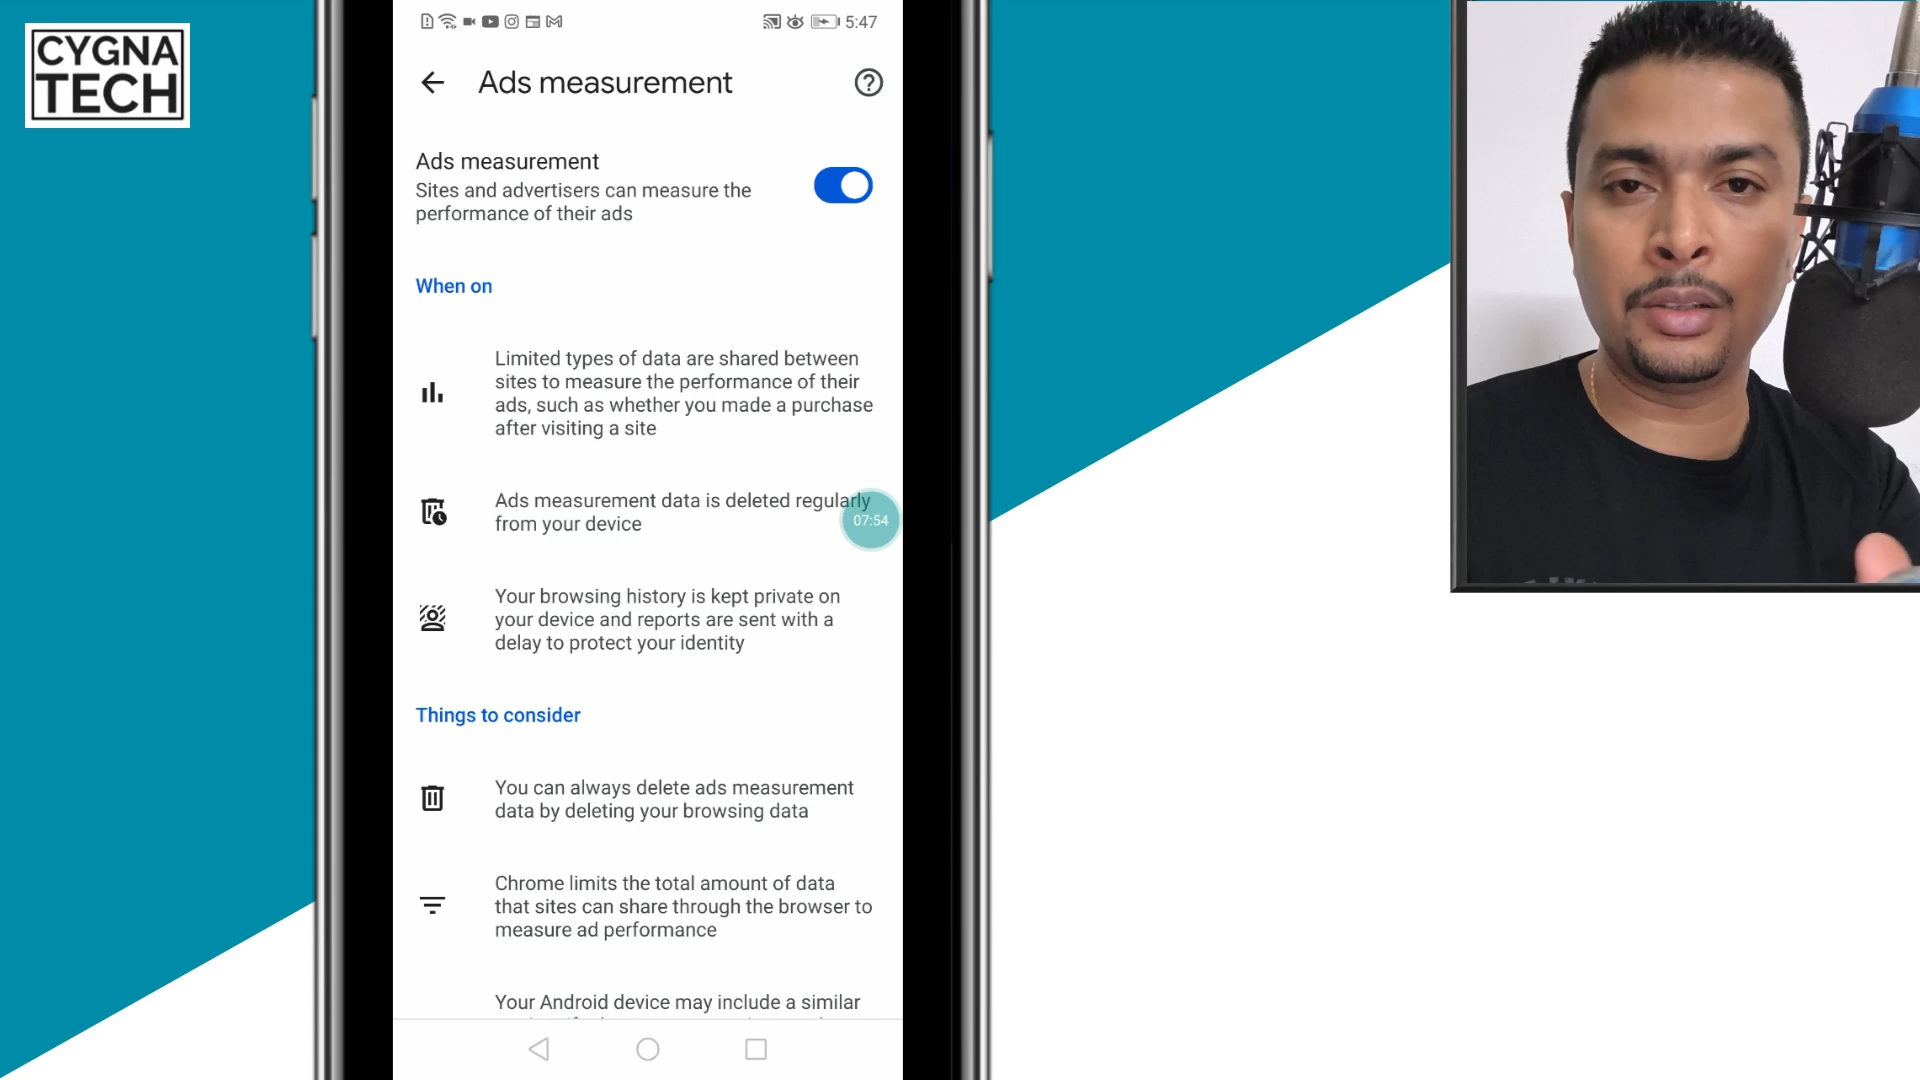 CYGNA
TECH
5:47
Ads measurement
Ads measurement
Sites and advertisers can measure the
performance of their ads
When on
Limited types of data are shared between
sites to measure the performance of their
ads, such as whether you made a purchase
after visiting a site
Ads measurement data is deleted regularly
from your device
07:54
Your browsing history is kept private on
your device and reports are sent with a
delay to protect your identity
Things to consider
You can always delete ads measurement
data by deleting your browsing data
Chrome limits the total amount of data
that sites can share through the browser to
measure ad performance
Your Android device may include a similar